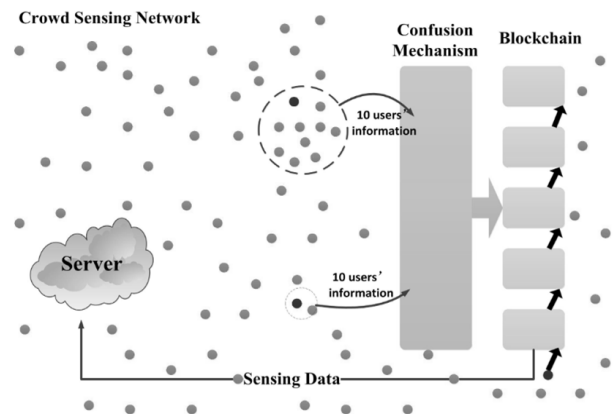 Crowd Sensing Network
Confusion
Mechanism
Blockchain
10 users'
information
Server
10 users'
information
Sensing Data